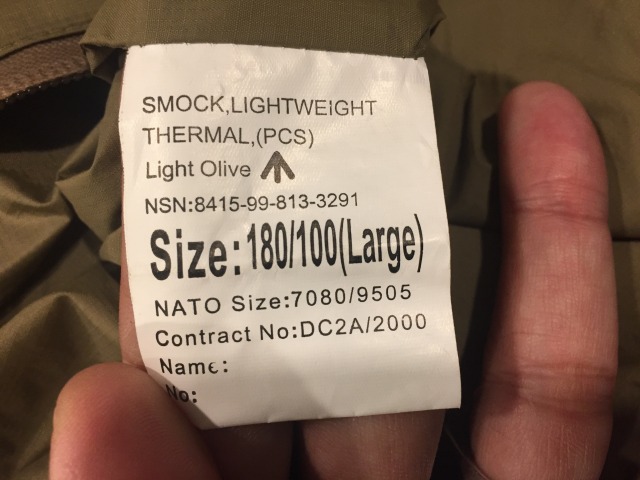 SMOCK,LIGHTWEIGHT
THERMAL,(PCS)
Light Olive
NSN:8415-99-813-3291
Size:180/100(Large)
NATO Size:7080/9505
Contract No:DC2A/2000
Name:
No: